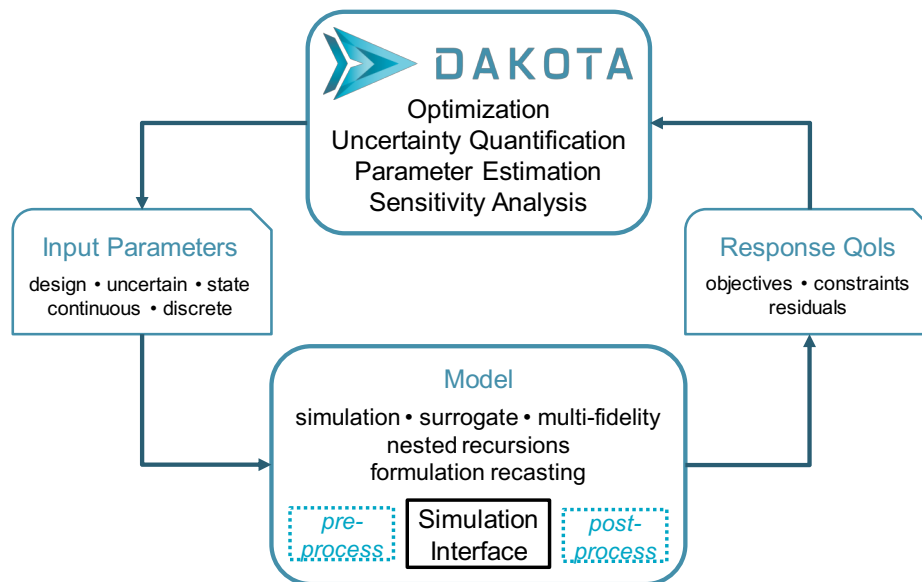 DAKOTA
Optimization
Uncertainty Quantification
Parameter Estimation
Sensitivity Analysis
Input Parameters
design • uncertain • state
continuous • discrete
Response QoIs
objectives • constraints
residuals
Model
simulation • surrogate • multi-fidelity
nested recursions
formulation recasting
pre-
process
Simulation
Interface
post-
process